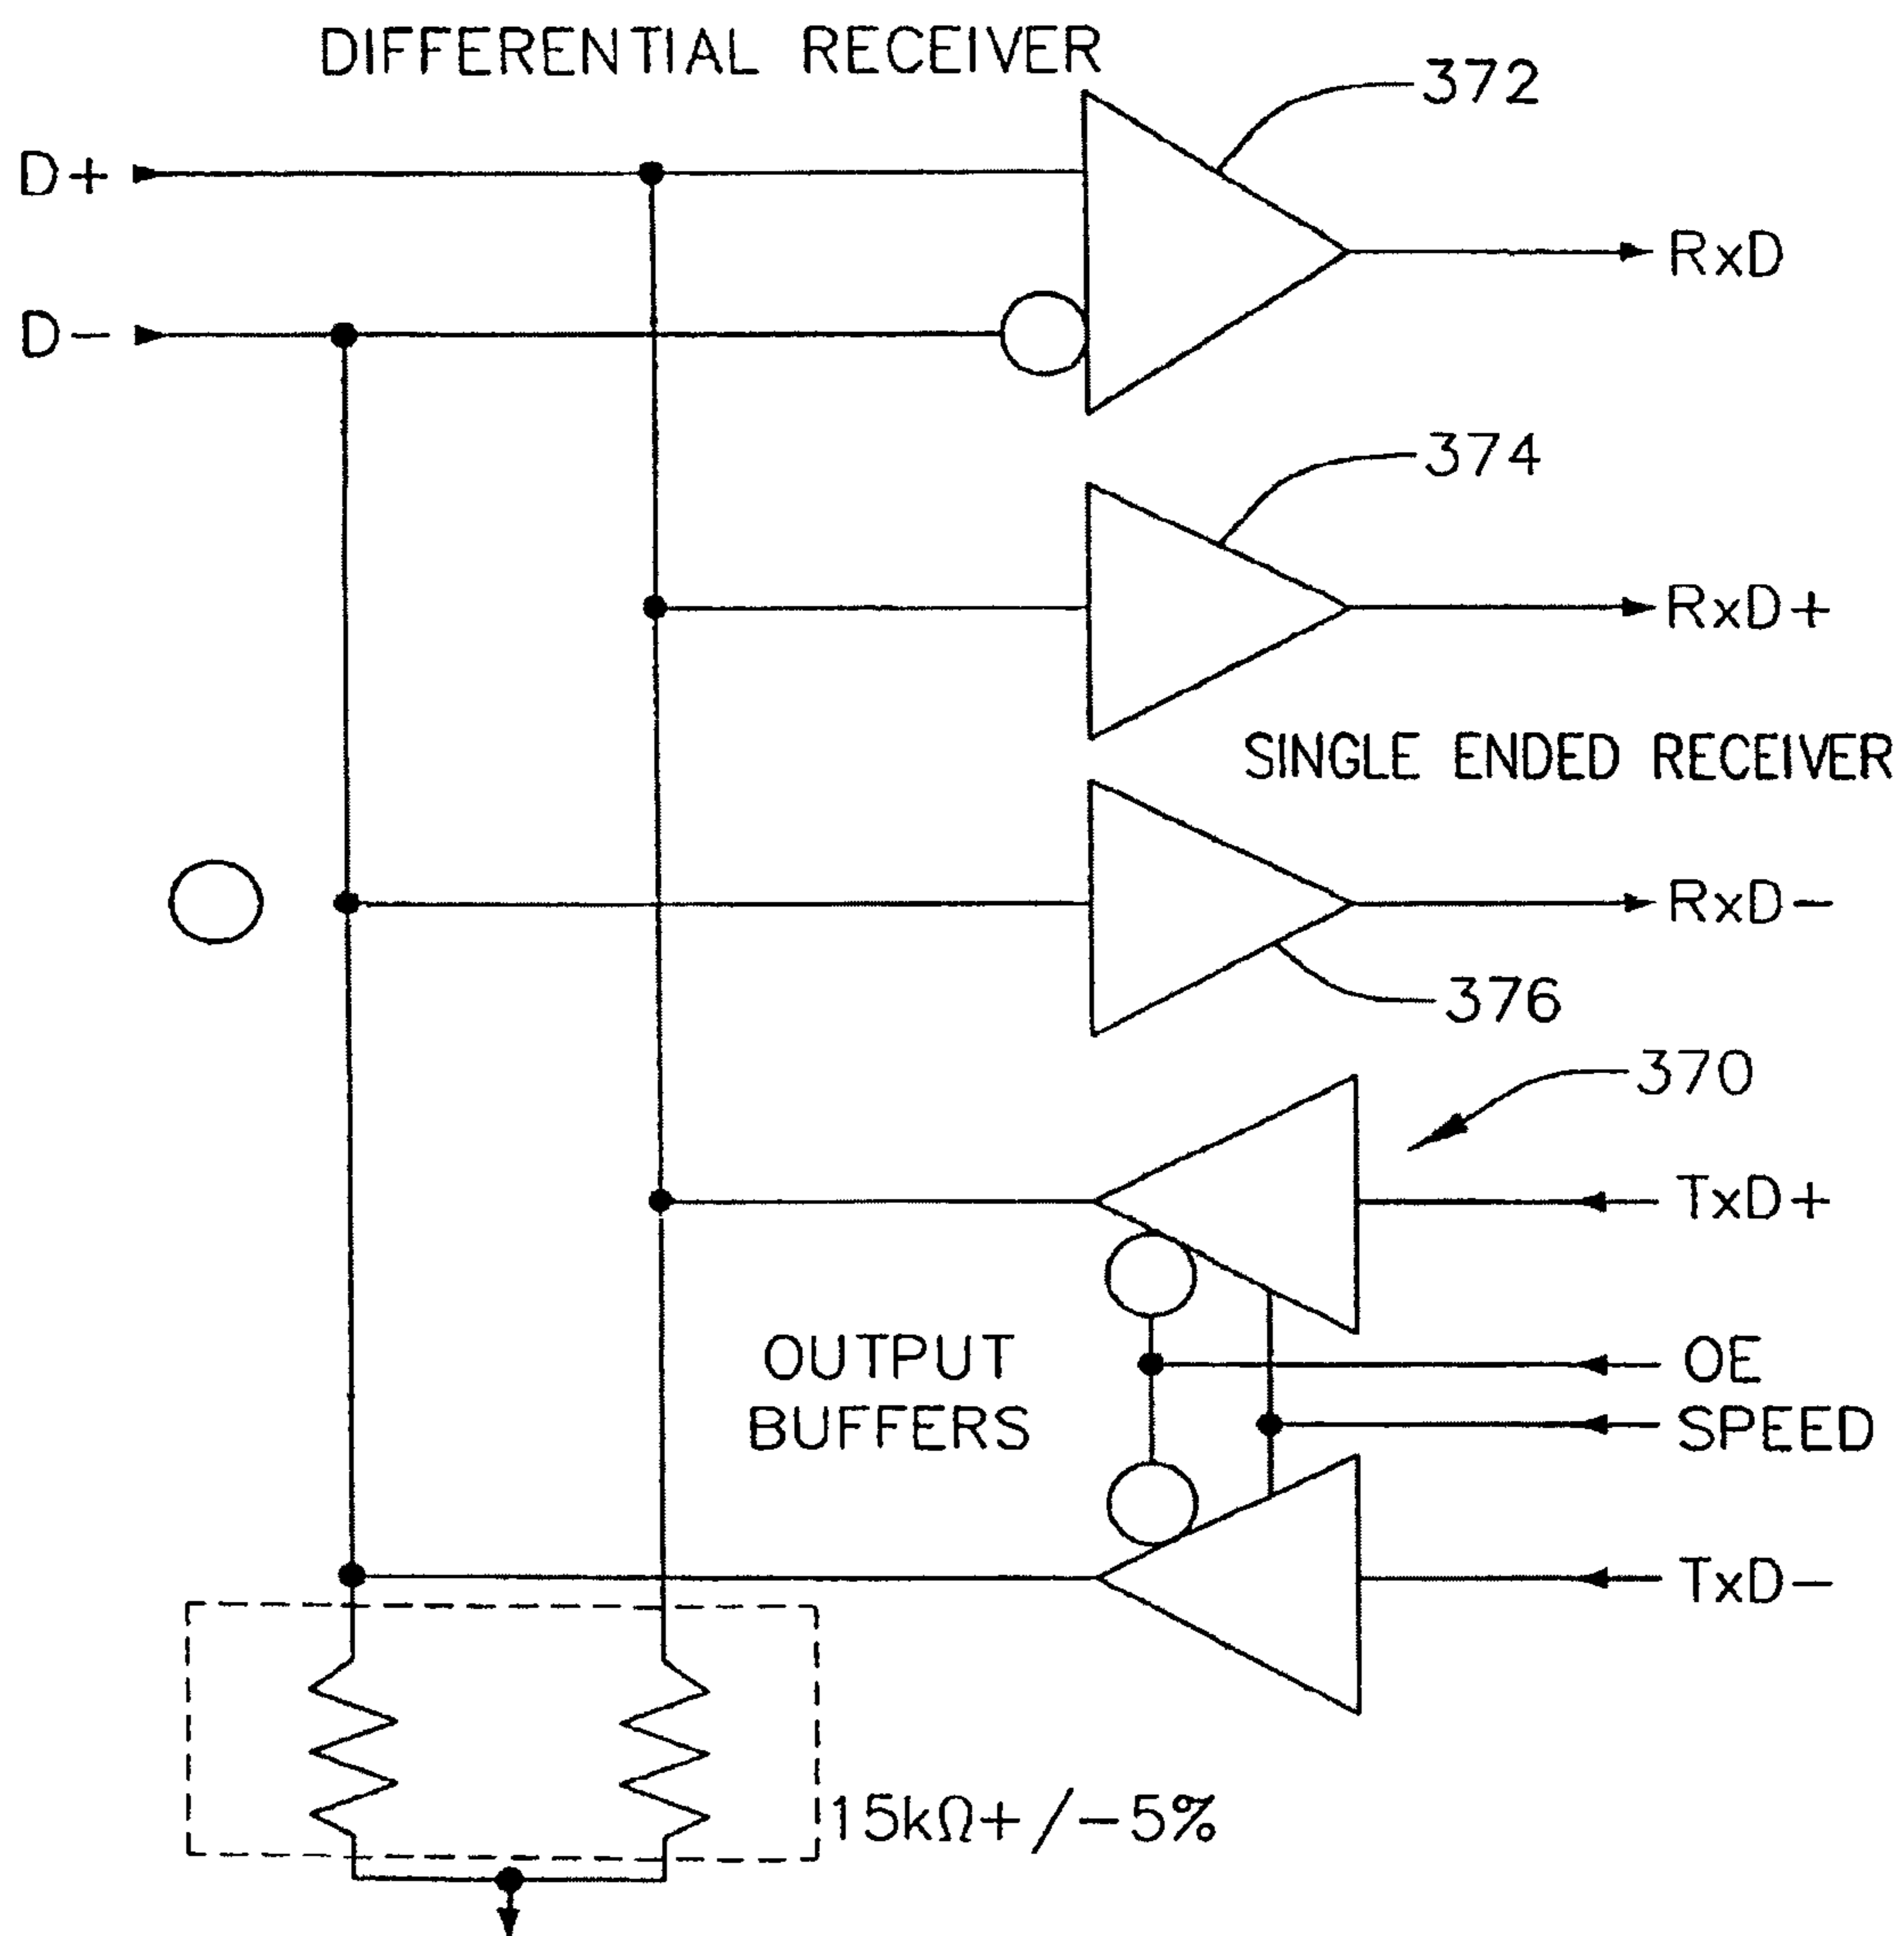 DIFFERENTIAL RECEIVER
372
D+
RxD
D-
374
RxD+
SINGLE ENDED RECEIVER
RxD-
376
370
TxD+
OUTPUT
BUFFERS
OE
SPEED
TxD-
15kΩ+/-5%